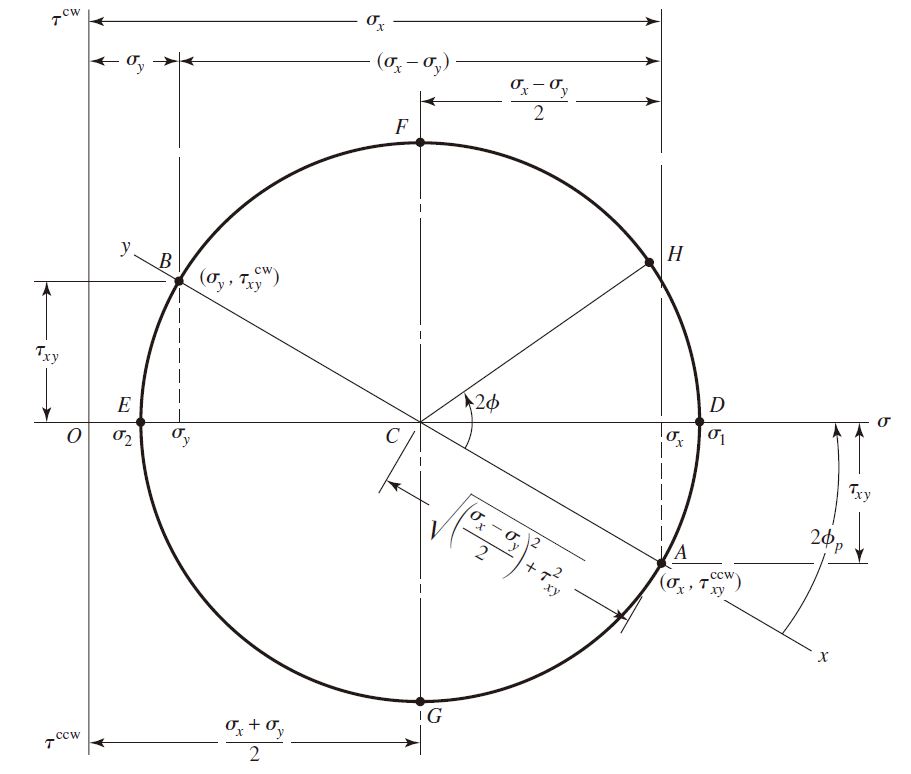 τ^cw
σ_x
σ_y
(σ_x − σ_y)
σ_x − σ_y
2
F
y
B
(σ_y, τ_xy^cw)
H
τ_xy
2ϕ
E
D
σ
O
σ_2
σ_y
C
σ_x
σ_1
τ_xy
√((σ_x − σ_y)/2)^2 + τ_xy^2
2ϕ_p
A
(σ_x, τ_xy^ccw)
x
G
τ^ccw
σ_x + σ_y
2